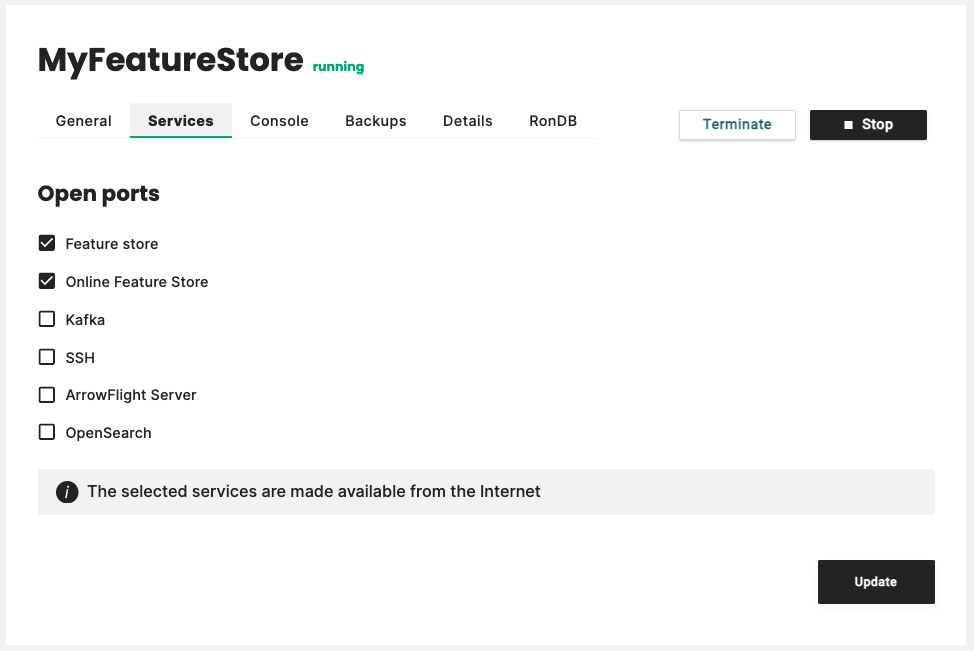 MyFeatureStore running
General Services Console Backups Details RonDB Terminate Stop
Open ports
Feature store
Online Feature Store
Kafka
SSH
ArrowFlight Server
OpenSearch
i The selected services are made available from the Internet
Update